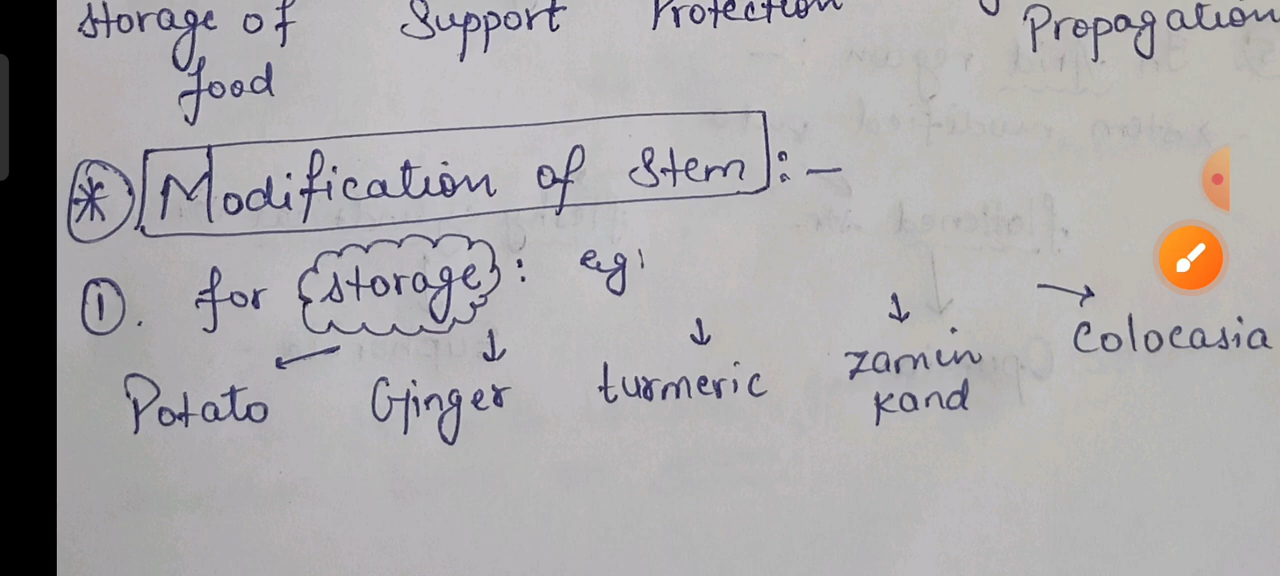 Storage of Support Protection Propagation
food
* Modification of Stem :-
①. for storage : eg:
Potato Ginger turmeric zamin Colocasia
kand